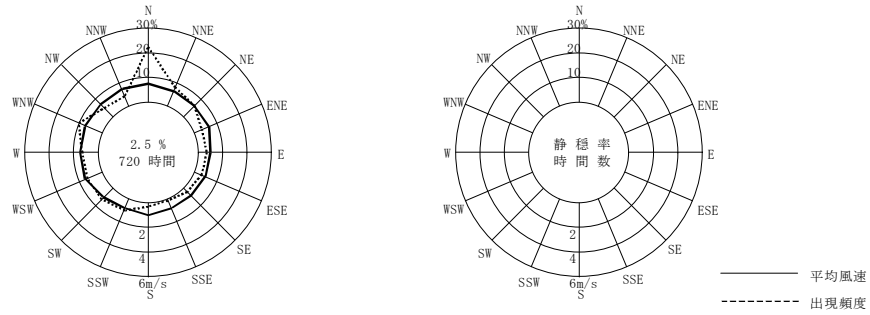 N
30%
NNW
NNE
20
NW
NE
10
WNW
ENE
2.5 %
720 時間
W
E
WSW
ESE
2
SW
SE
4
SSW
6m/s
SSE
S
N
30%
NNW
NNE
20
NW
NE
10
WNW
ENE
静 穏 率
時 間 数
W
E
WSW
ESE
2
SW
SE
4
SSW
6m/s
SSE
S
平均風速
出現頻度